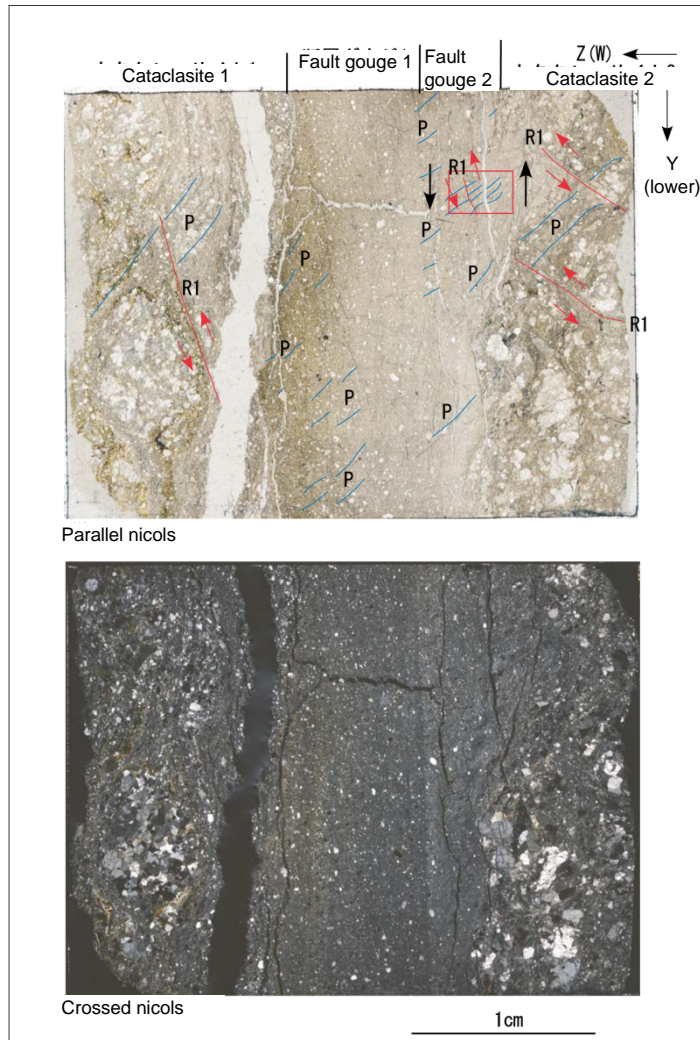 Z(W)
Cataclasite 1
Fault gouge 1
Fault
gouge 2
Cataclasite 2
Y
(lower)
P
R1
R1
P
P
P
P
R1
R1
P
P
P
P
Parallel nicols
Crossed nicols
1cm